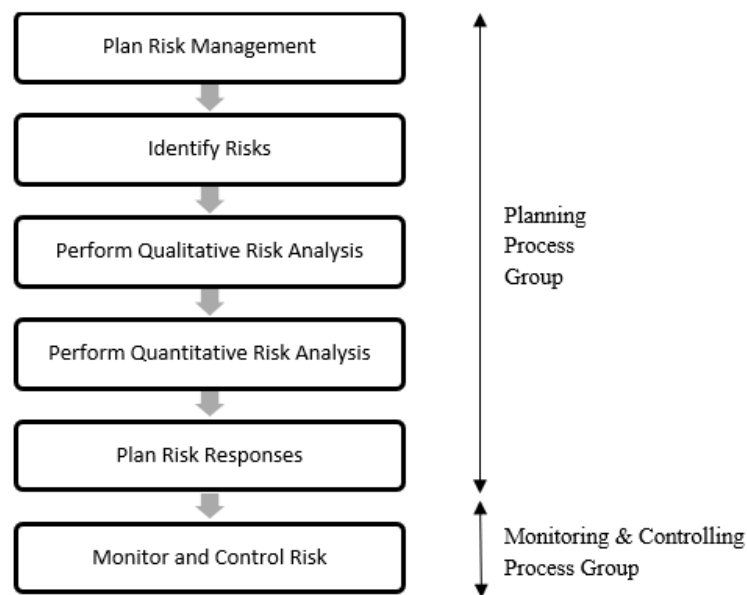 Plan Risk Management
Identify Risks
Perform Qualitative Risk Analysis
Perform Quantitative Risk Analysis
Plan Risk Responses
Monitor and Control Risk
Planning
Process
Group
Monitoring & Controlling
Process Group